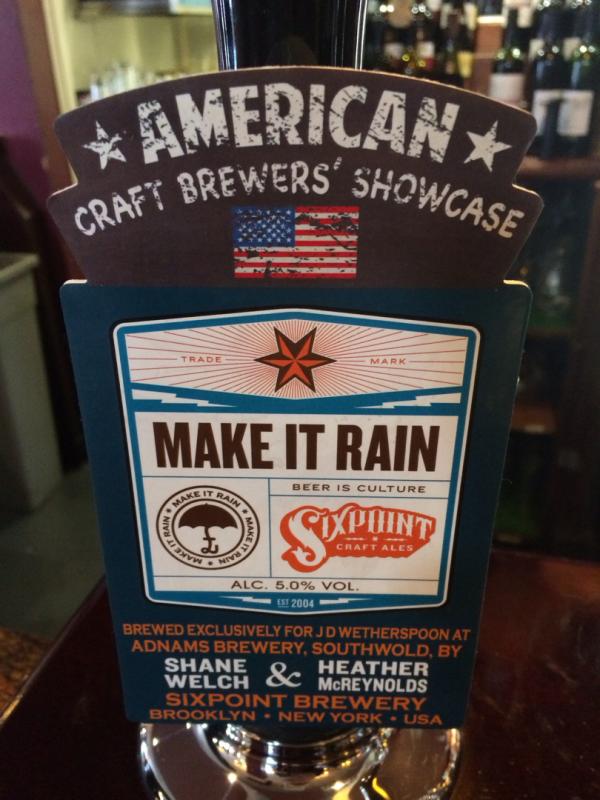 AMERICAN
CRAFT BREWERS' SHOWCASE
TRADE MARK
MAKE IT RAIN
BEER IS CULTURE
MAKE IT RAIN • MAKE IT RAIN • MAKE IT RAIN •
£
SIXPOINT
CRAFT ALES
ALC. 5.0% VOL.
EST 2004
BREWED EXCLUSIVELY FOR J D WETHERSPOON AT
ADNAMS BREWERY, SOUTHWOLD, BY
SHANE WELCH & HEATHER McREYNOLDS
SIXPOINT BREWERY
BROOKLYN • NEW YORK • USA